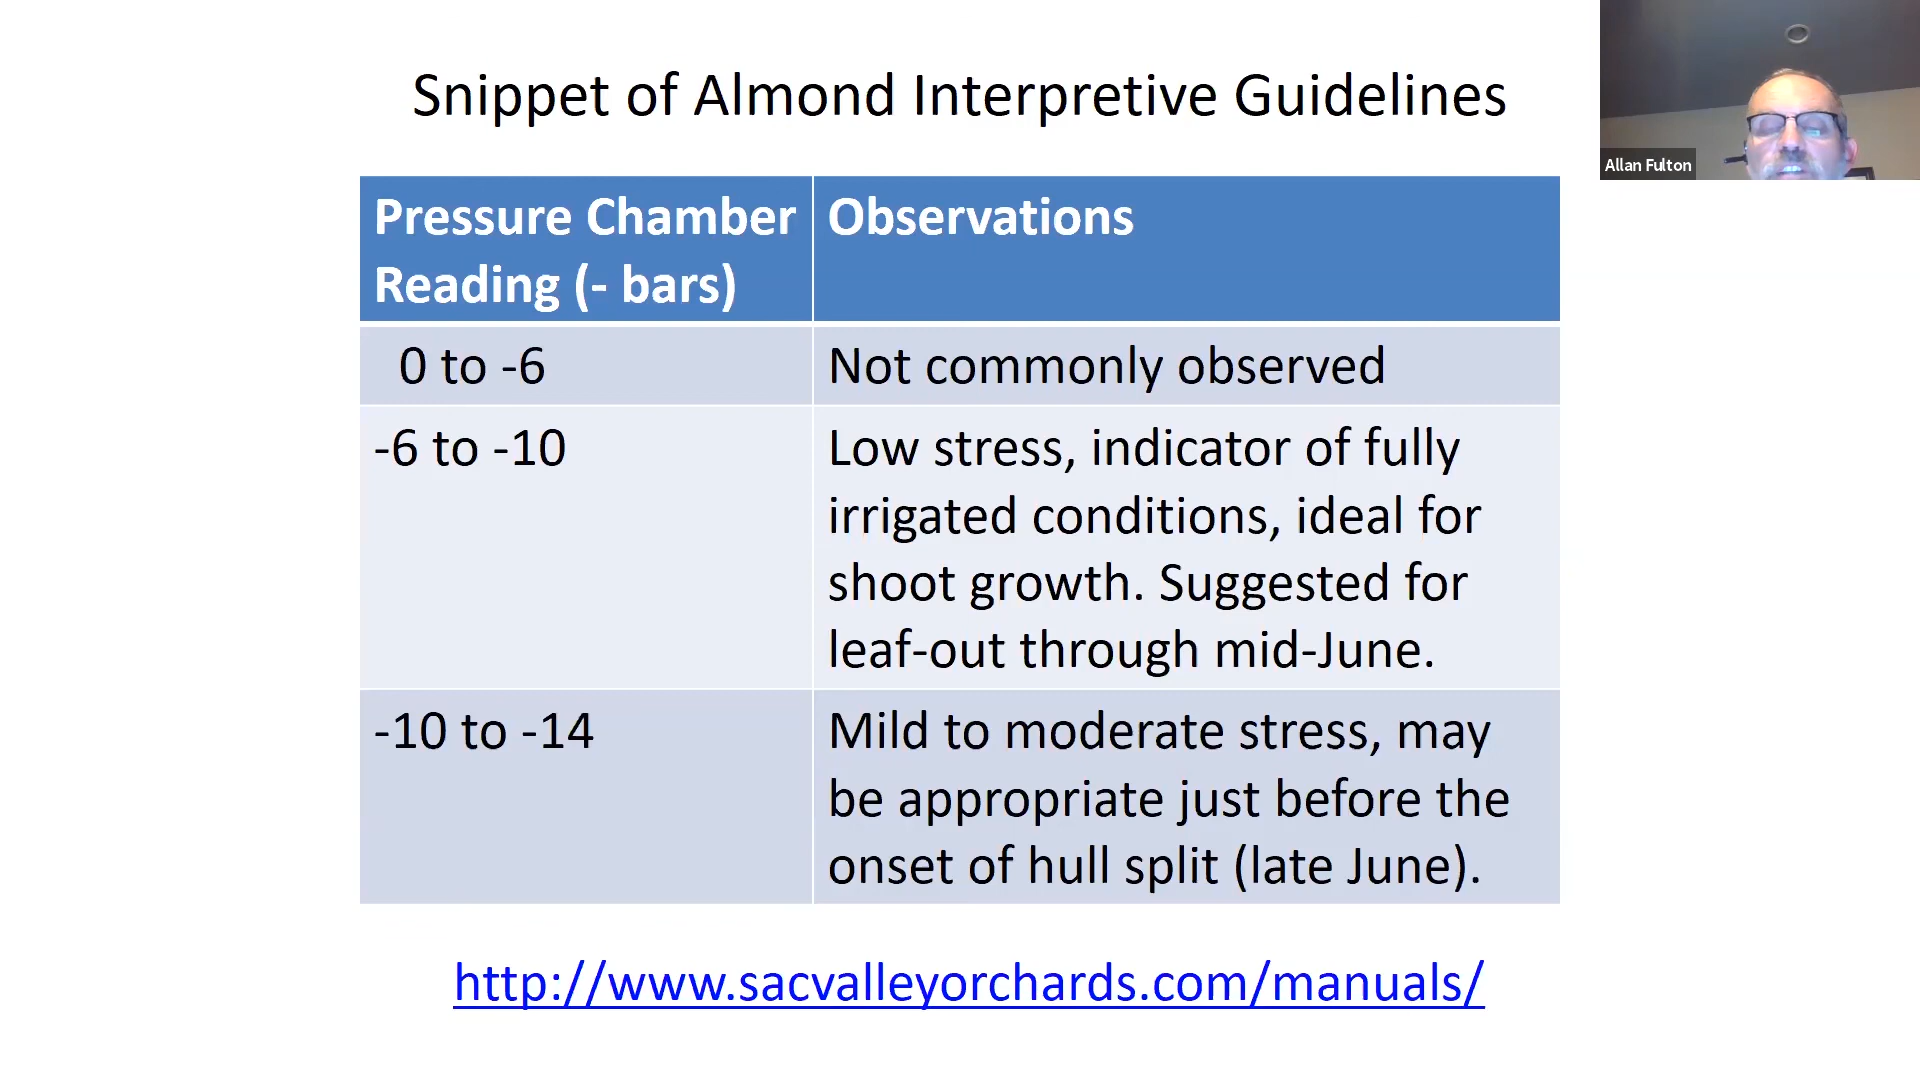 Snippet of Almond Interpretive Guidelines
Allan Fulton
Pressure Chamber
Reading (- bars)
Observations
0 to -6
Not commonly observed
-6 to -10
Low stress, indicator of fully
irrigated conditions, ideal for
shoot growth. Suggested for
leaf-out through mid-June.
-10 to -14
Mild to moderate stress, may
be appropriate just before the
onset of hull split (late June).
http://www.sacvalleyorchards.com/manuals/